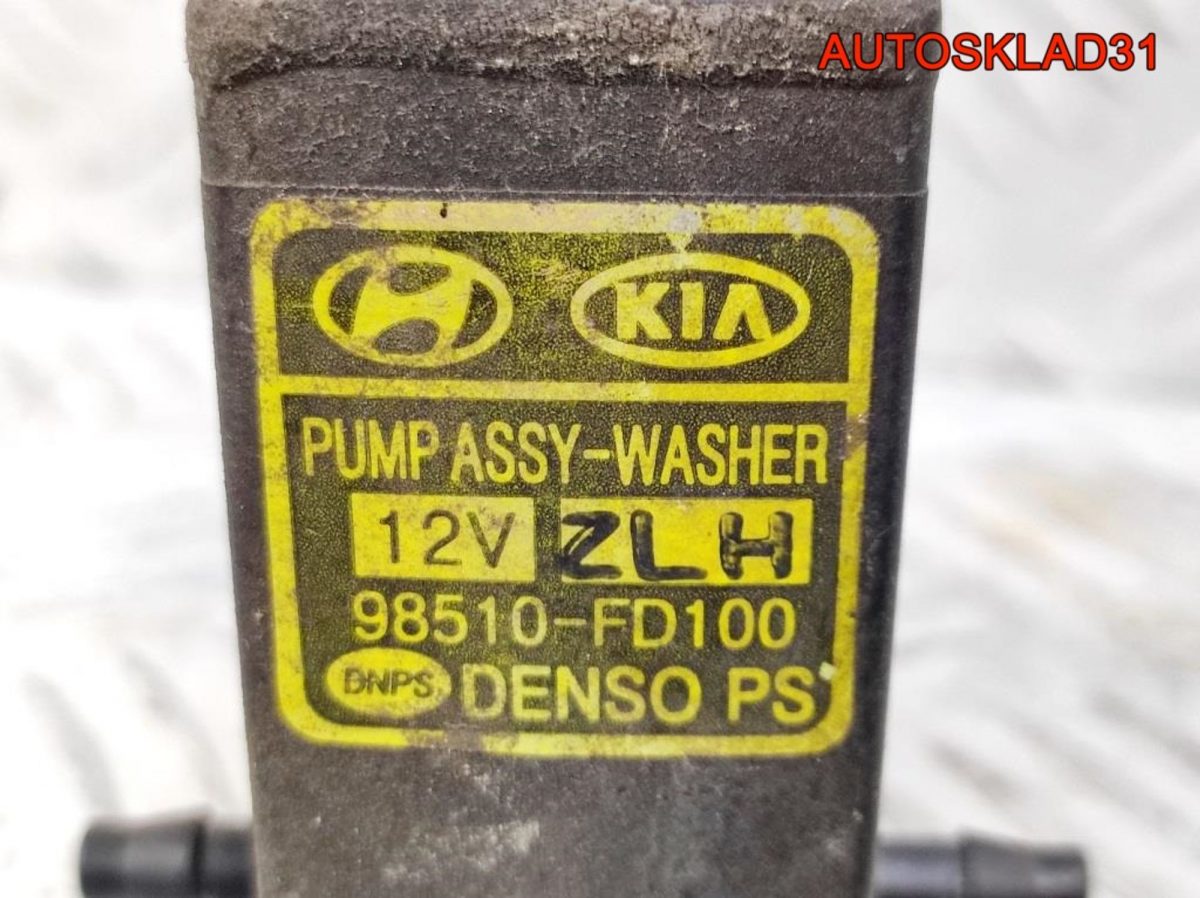 AUTOSKLAD31
KIA
PUMP ASSY-WASHER
12V ZLH
98510-FD100
DNPS DENSO PS